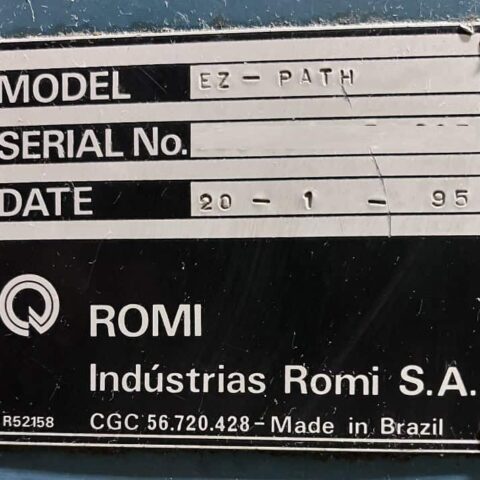 MODEL EZ-PATH
SERIAL No.
DATE 20 - 1 - 95
ROMI
Indústrias Romi S.A.
R52158 CGC 56.720.428-Made in Brazil